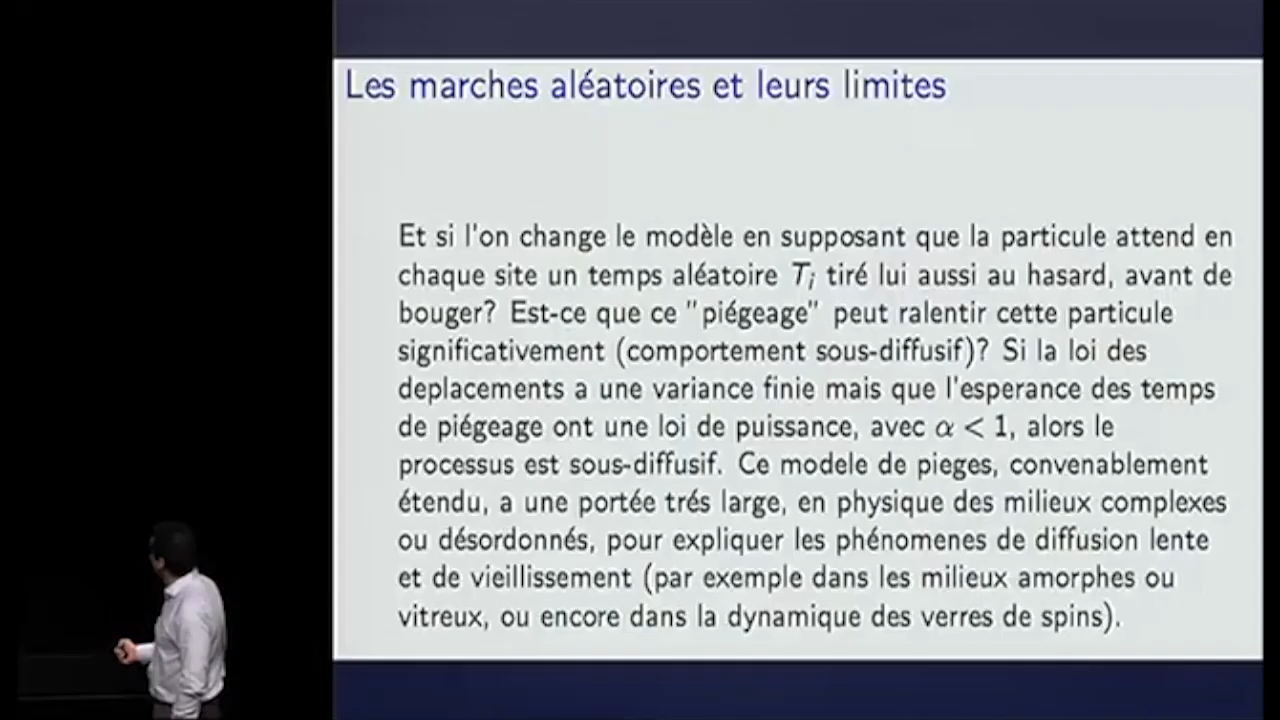 Les marches aléatoires et leurs limites
Et si l'on change le modèle en supposant que la particule attend en
chaque site un temps aléatoire Ti tiré lui aussi au hasard, avant de
bouger? Est-ce que ce "piégeage" peut ralentir cette particule
significativement (comportement sous-diffusif)? Si la loi des
deplacements a une variance finie mais que l'esperance des temps
de piégeage ont une loi de puissance, avec α < 1, alors le
processus est sous-diffusif. Ce modele de pieges, convenablement
étendu, a une portée trés large, en physique des milieux complexes
ou désordonnés, pour expliquer les phénomenes de diffusion lente
et de vieillissement (par exemple dans les milieux amorphes ou
vitreux, ou encore dans la dynamique des verres de spins).